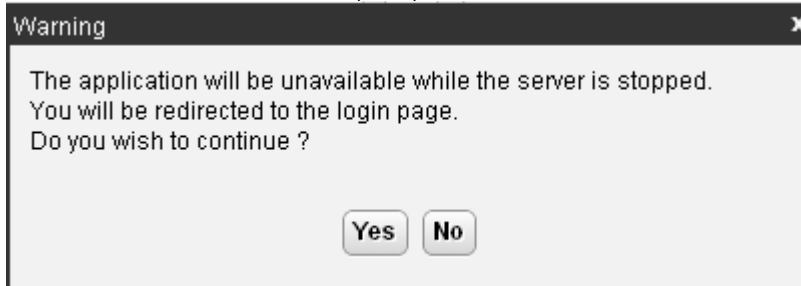 Warning
The application will be unavailable while the server is stopped.
You will be redirected to the login page.
Do you wish to continue ?
Yes No